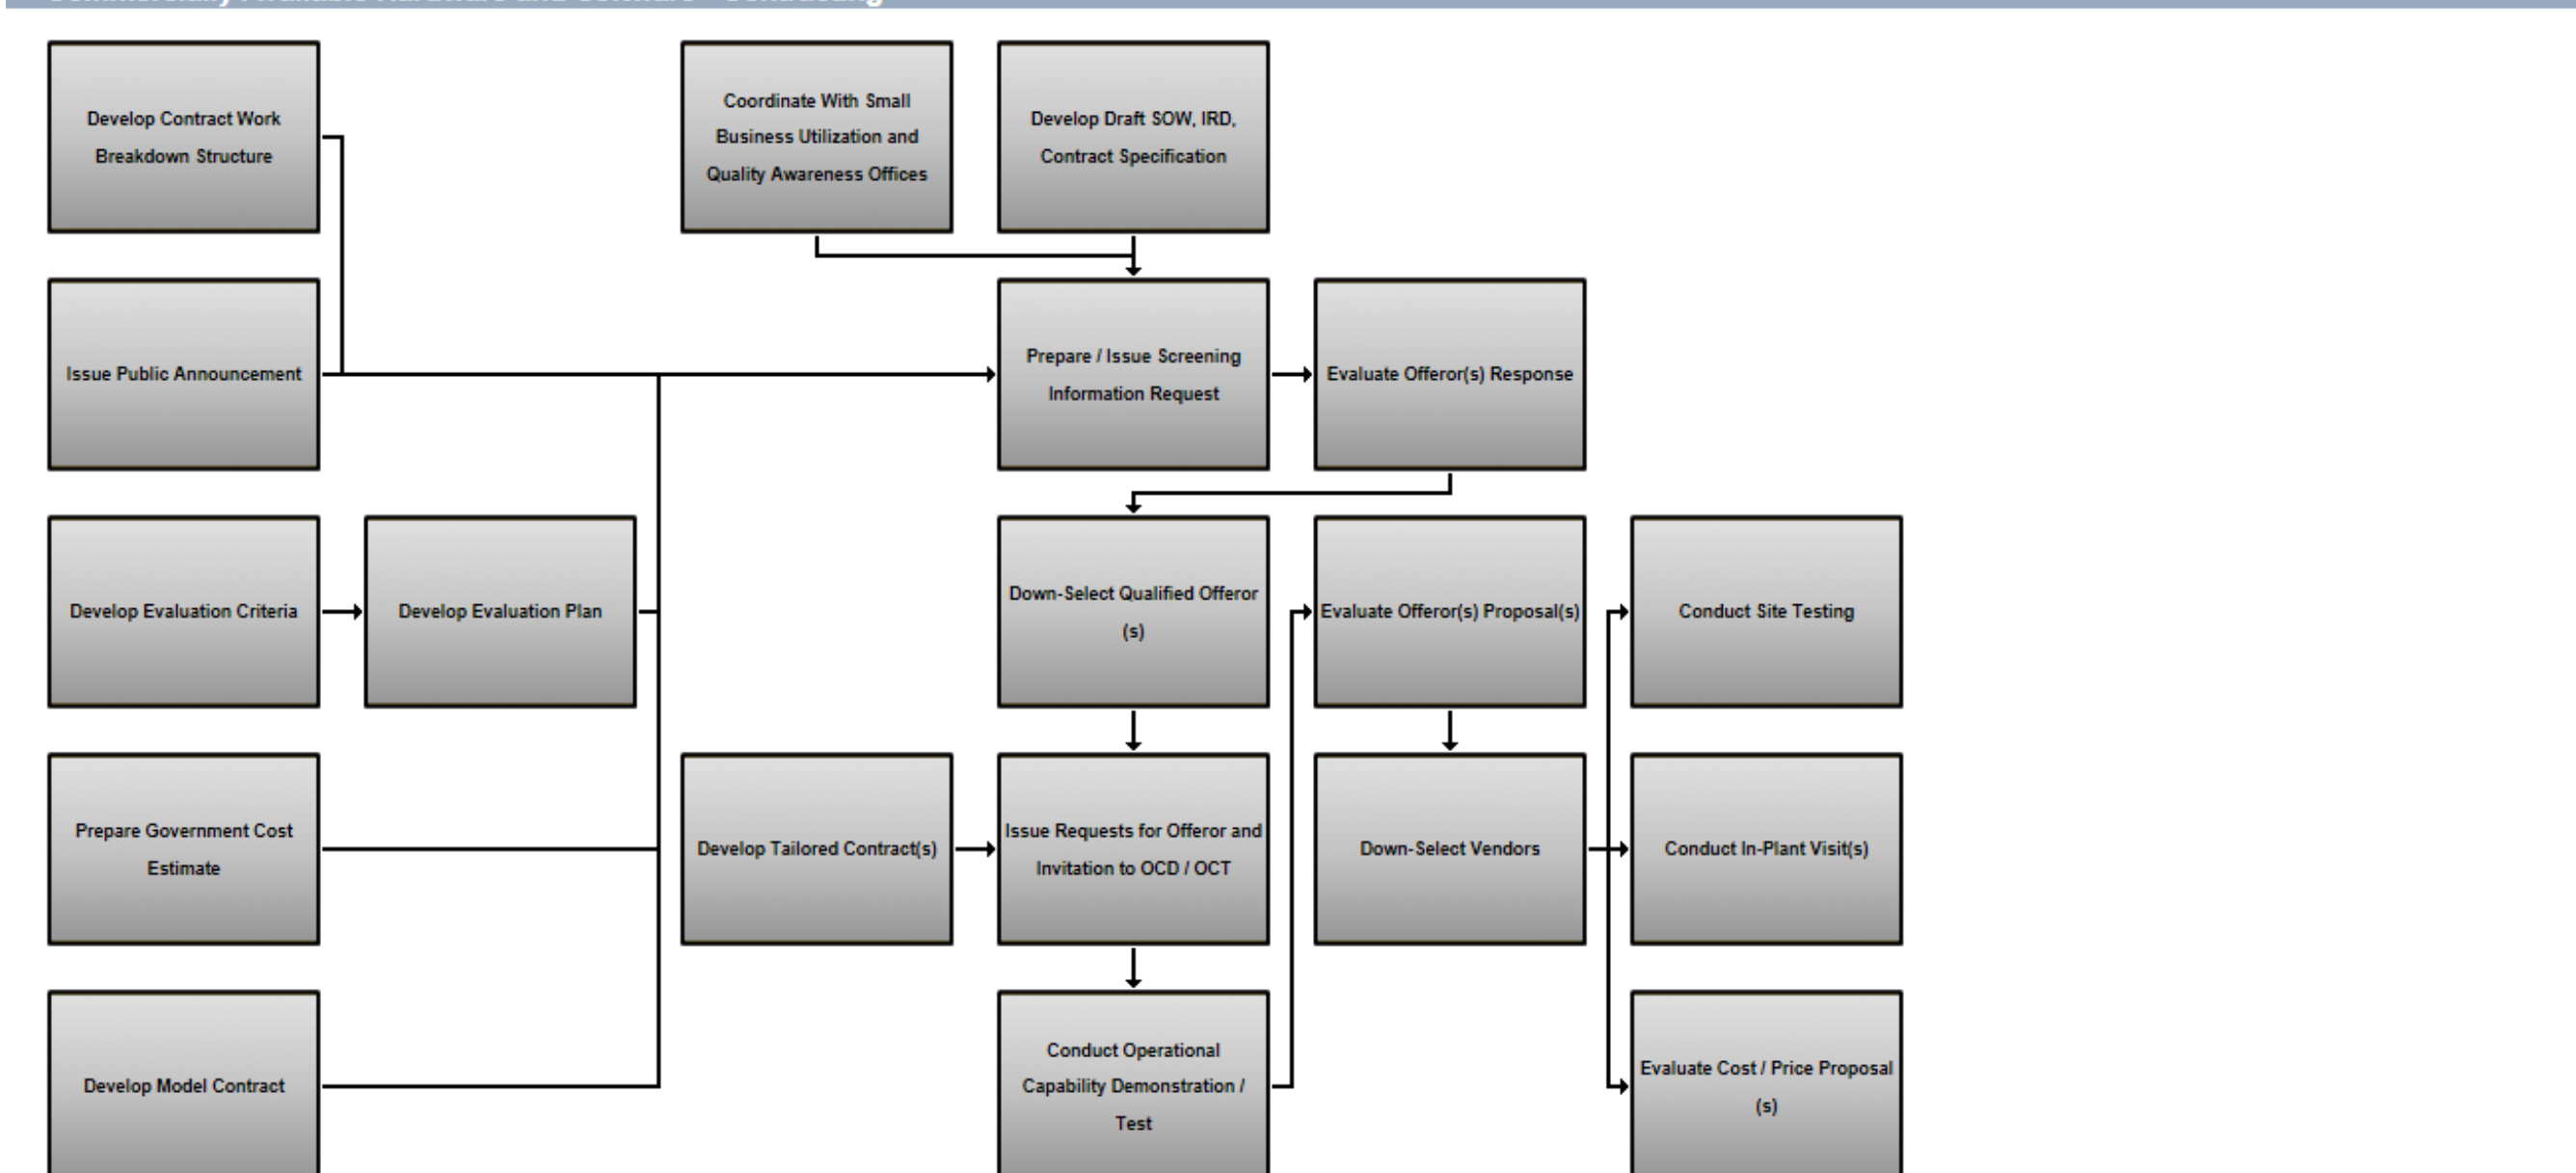 Develop Contract Work
Breakdown Structure
Coordinate With Small
Business Utilization and
Quality Awareness Offices
Develop Draft SOW, IRD,
Contract Specification
Issue Public Announcement
Prepare / Issue Screening
Information Request
Evaluate Offeror(s) Response
Develop Evaluation Criteria
Develop Evaluation Plan
Down-Select Qualified Offeror
(s)
Evaluate Offeror(s) Proposal(s)
Conduct Site Testing
Prepare Government Cost
Estimate
Develop Tailored Contract(s)
Issue Requests for Offeror and
Invitation to OCD / OCT
Down-Select Vendors
Conduct In-Plant Visit(s)
Develop Model Contract
Conduct Operational
Capability Demonstration /
Test
Evaluate Cost / Price Proposal
(s)